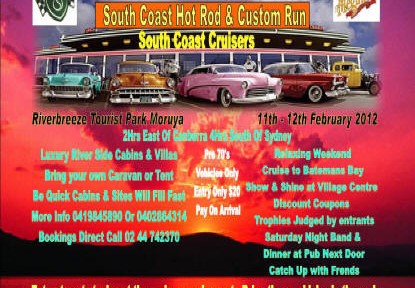 South Coast Hot Rod & Custom Run
South Coast Cruisers
Riverbreeze Tourist Park Moruya
11th - 12th February 2012
2Hrs East Of Canberra 4Hrs South Of Sydney
Luxury River Side Cabins & Villas
Bring your own Caravan or Tent
Be Quick Cabins & Sites Will Fill Fast
More Info 0419845890 Or 0402864314
Bookings Direct Call 02 44 742370
Pre 70's
Vehicles Only
Entry Only $20
Pay On Arrival
Relaxing Weekend
Cruise to Batemans Bay
Show & Shine at Village Centre
Discount Coupons
Trophies Judged by entrants
Saturday Night Band &
Dinner at Pub Next Door
Catch Up with Frends